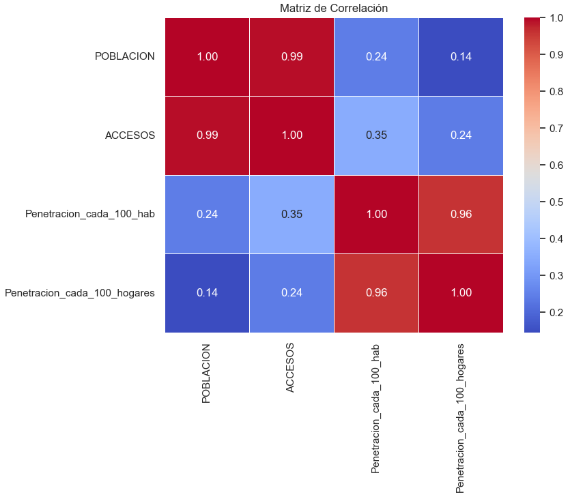 Matriz de Correlación
POBLACION 1.00 0.99 0.24 0.14
ACCESOS 0.99 1.00 0.35 0.24
Penetracion_cada_100_hab 0.24 0.35 1.00 0.96
Penetracion_cada_100_hogares 0.14 0.24 0.96 1.00
POBLACION
ACCESOS
Penetracion_cada_100_hab
Penetracion_cada_100_hogares
1.0
0.9
0.8
0.7
0.6
0.5
0.4
0.3
0.2